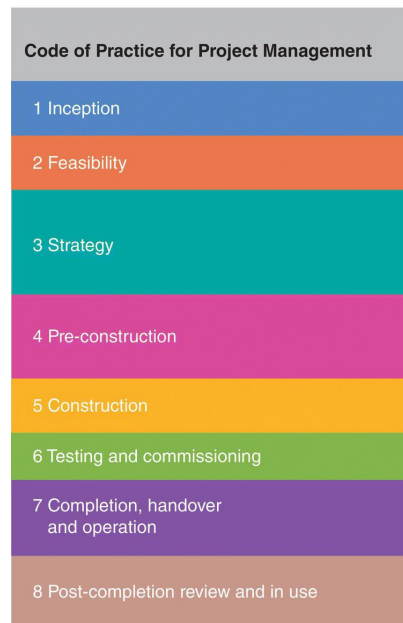 Code of Practice for Project Management
1 Inception
2 Feasibility
3 Strategy
4 Pre-construction
5 Construction
6 Testing and commissioning
7 Completion, handover
and operation
8 Post-completion review and in use